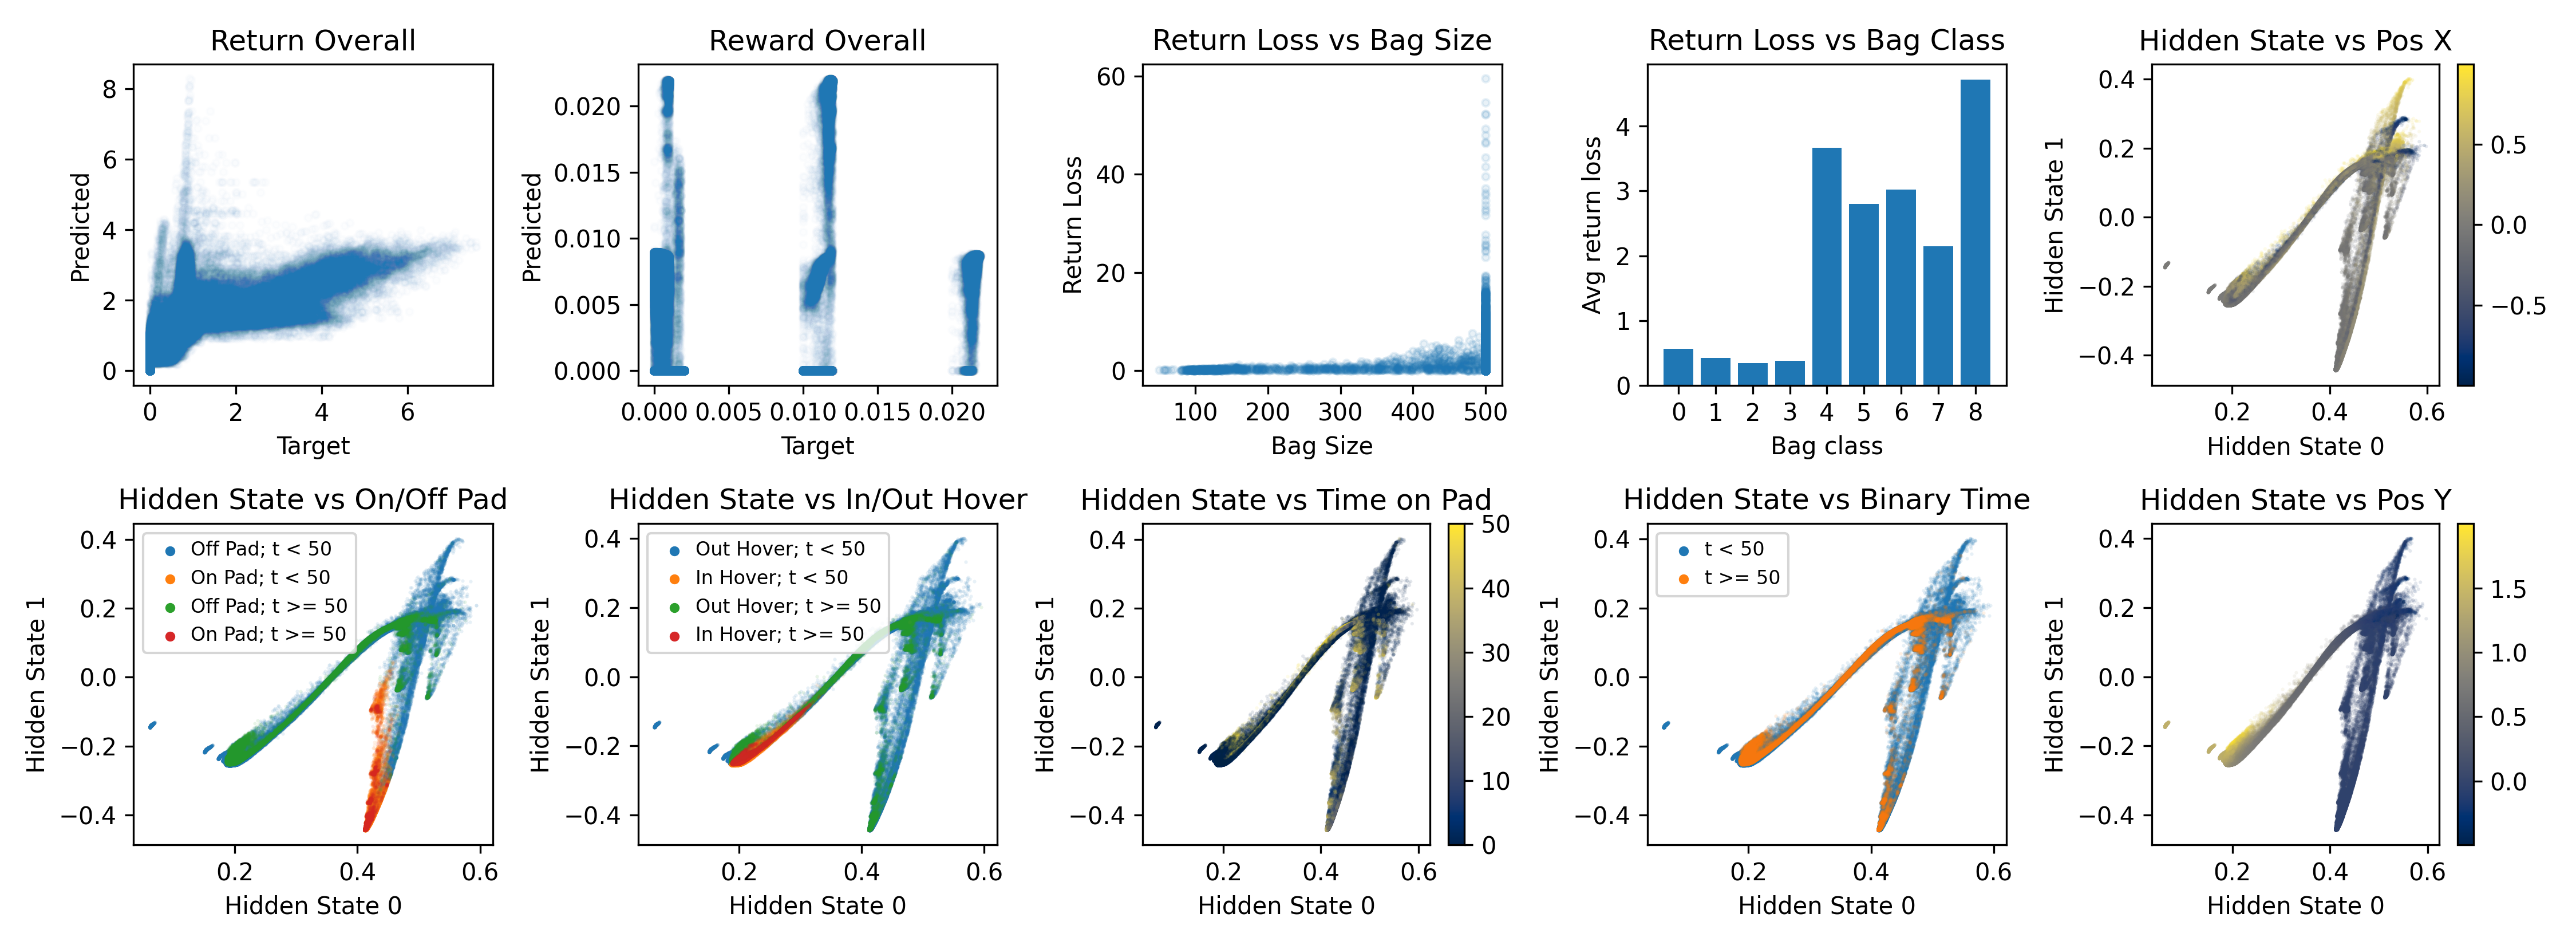 Return Overall
8
6
4
2
0
Predicted
0 2 4 6
Target
Reward Overall
0.020
0.015
0.010
0.005
0.000
Predicted
0.000 0.005 0.010 0.015 0.020
Target
Return Loss vs Bag Size
60
40
20
0
Return Loss
100 200 300 400 500
Bag Size
Return Loss vs Bag Class
4
3
2
1
0
Avg return loss
0 1 2 3 4 5 6 7 8
Bag class
Hidden State vs Pos X
0.4
0.2
0.0
−0.2
−0.4
Hidden State 1
0.2 0.4 0.6
Hidden State 0
0.5
0.0
−0.5
Hidden State vs On/Off Pad
Off Pad; t < 50
On Pad; t < 50
Off Pad; t >= 50
On Pad; t >= 50
0.4
0.2
0.0
−0.2
−0.4
Hidden State 1
0.2 0.4 0.6
Hidden State 0
Hidden State vs In/Out Hover
Out Hover; t < 50
In Hover; t < 50
Out Hover; t >= 50
In Hover; t >= 50
0.4
0.2
0.0
−0.2
−0.4
Hidden State 1
0.2 0.4 0.6
Hidden State 0
Hidden State vs Time on Pad
0.4
0.2
0.0
−0.2
−0.4
Hidden State 1
0.2 0.4 0.6
Hidden State 0
50
40
30
20
10
0
Hidden State vs Binary Time
t < 50
t >= 50
0.4
0.2
0.0
−0.2
−0.4
Hidden State 1
0.2 0.4 0.6
Hidden State 0
Hidden State vs Pos Y
0.4
0.2
0.0
−0.2
−0.4
Hidden State 1
0.2 0.4 0.6
Hidden State 0
1.5
1.0
0.5
0.0